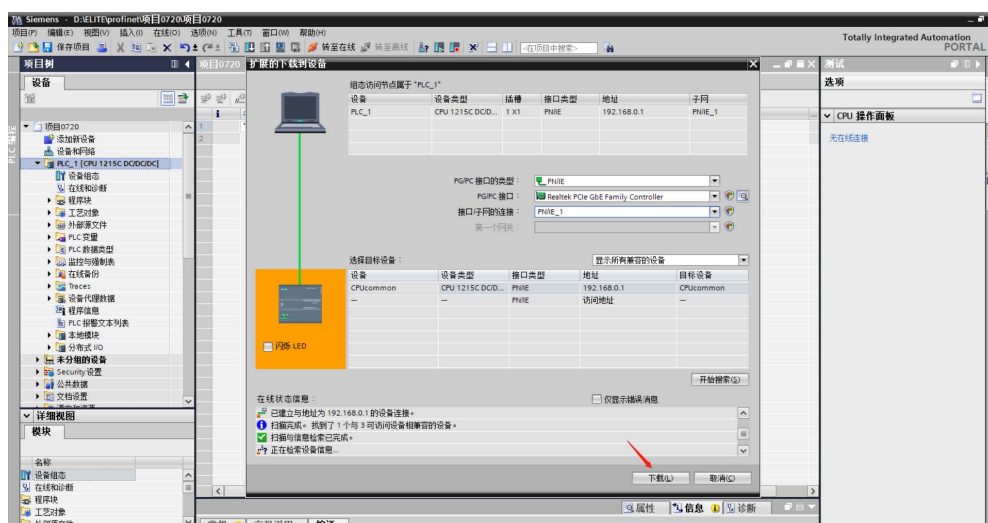 Siemens - D:\ELITE\profinet\项目0720\项目0720
项目(P) 编辑(E) 视图(V) 插入(I) 在线(O) 选项(N) 工具(T) 窗口(W) 帮助(H)
Totally Integrated Automation
PORTAL
保存项目 转至在线 转至离线 <在项目中搜索>
项目树
项目0720
扩展的下载到设备
测试
设备
选项
组态访问节点属于 "PLC_1"
设备 设备类型 插槽 接口类型 地址 子网
PLC_1 CPU 1215C DC/D... 1 X1 PN/IE 192.168.0.1 PN/IE_1
CPU 操作面板
无在线连接
项目0720
添加新设备
设备和网络
PLC_1 [CPU 1215C DC/DC/DC]
设备组态
在线和诊断
程序块
工艺对象
外部源文件
PLC 变量
PLC 数据类型
监控与强制表
在线备份
Traces
设备代理数据
程序信息
PLC 报警文本列表
本地模块
分布式 I/O
未分组的设备
Security 设置
公共数据
文档设置
1
2
PG/PC 接口的类型: PN/IE
PG/PC 接口: Realtek PCIe GbE Family Controller
接口/子网的连接: PN/IE_1
第一个网关:
选择目标设备: 显示所有兼容的设备
设备 设备类型 接口类型 地址 目标设备
CPUcommon CPU 1215C DC/D... PN/IE 192.168.0.1 CPUcommon
— — PN/IE 访问地址 —
闪烁 LED
开始搜索(S)
在线状态信息: 仅显示错误消息
已建立与地址为 192.168.0.1 的设备连接。
扫描完成。找到了 1 个与 3 可访问设备相兼容的设备。
扫描与信息检索已完成。
正在检索设备信息...
下载(L) 取消(C)
详细视图
模块
名称
设备组态
在线和诊断
程序块
工艺对象
属性 信息 诊断